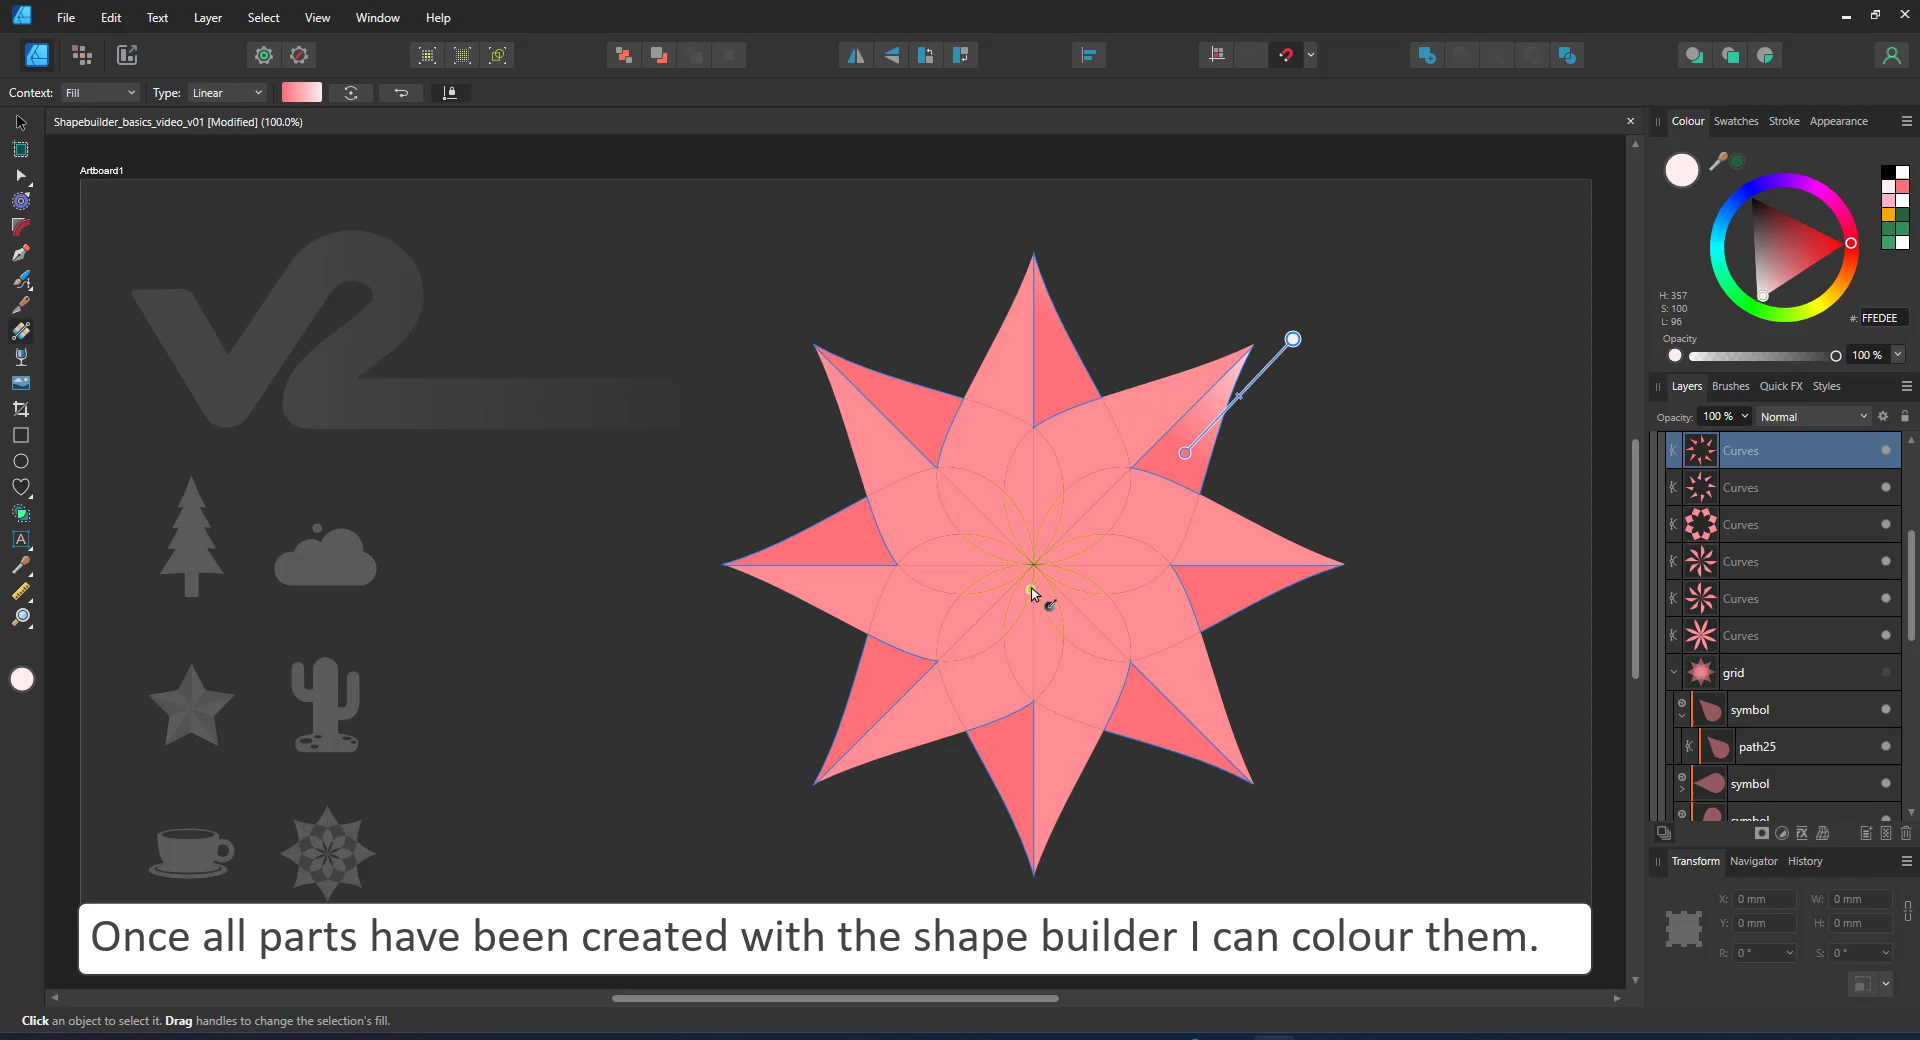 File Edit Text Layer Select View Window Help
Context: Fill Type: Linear
Shapebuilder_basics_video_v01 [Modified] (100.0%)
Colour Swatches Stroke Appearance
Artboard1
v2
H: 357
S: 100
L: 96
#: FFEDEE
Opacity
100 %
Layers Brushes Quick FX Styles
Opacity: 100 % Normal
Curves
Curves
Curves
Curves
Curves
Curves
grid
symbol
path25
symbol
symbol
Transform Navigator History
X: 0 mm W: 0 mm
Y: 0 mm H: 0 mm
R: 0 ° S: 0 °
Once all parts have been created with the shape builder I can colour them.
Click an object to select it. Drag handles to change the selection's fill.